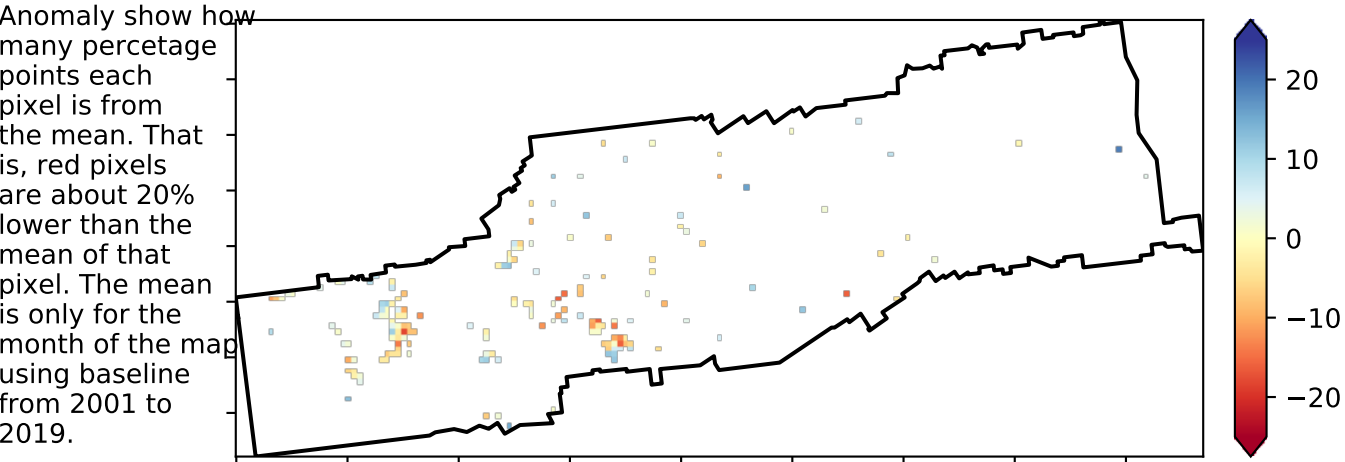 Anomaly show how
many percetage
points each
pixel is from
the mean. That
is, red pixels
are about 20%
lower than the
mean of that
pixel. The mean
is only for the
month of the map
using baseline
from 2001 to
2019.
20
10
0
−10
−20